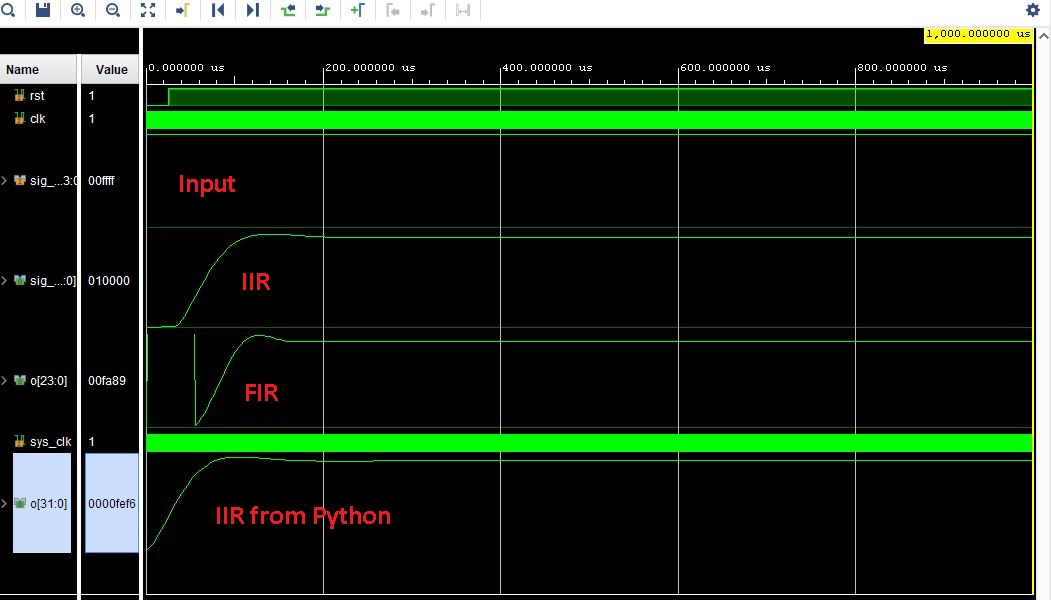 1,000.000000 us
Name Value
0.000000 us 200.000000 us 400.000000 us 600.000000 us 800.000000 us
rst 1
clk 1
sig_...3:0 00ffff
Input
sig_...:0] 010000
IIR
o[23:0] 00fa89
FIR
sys_clk 1
o[31:0] 0000fef6
IIR from Python